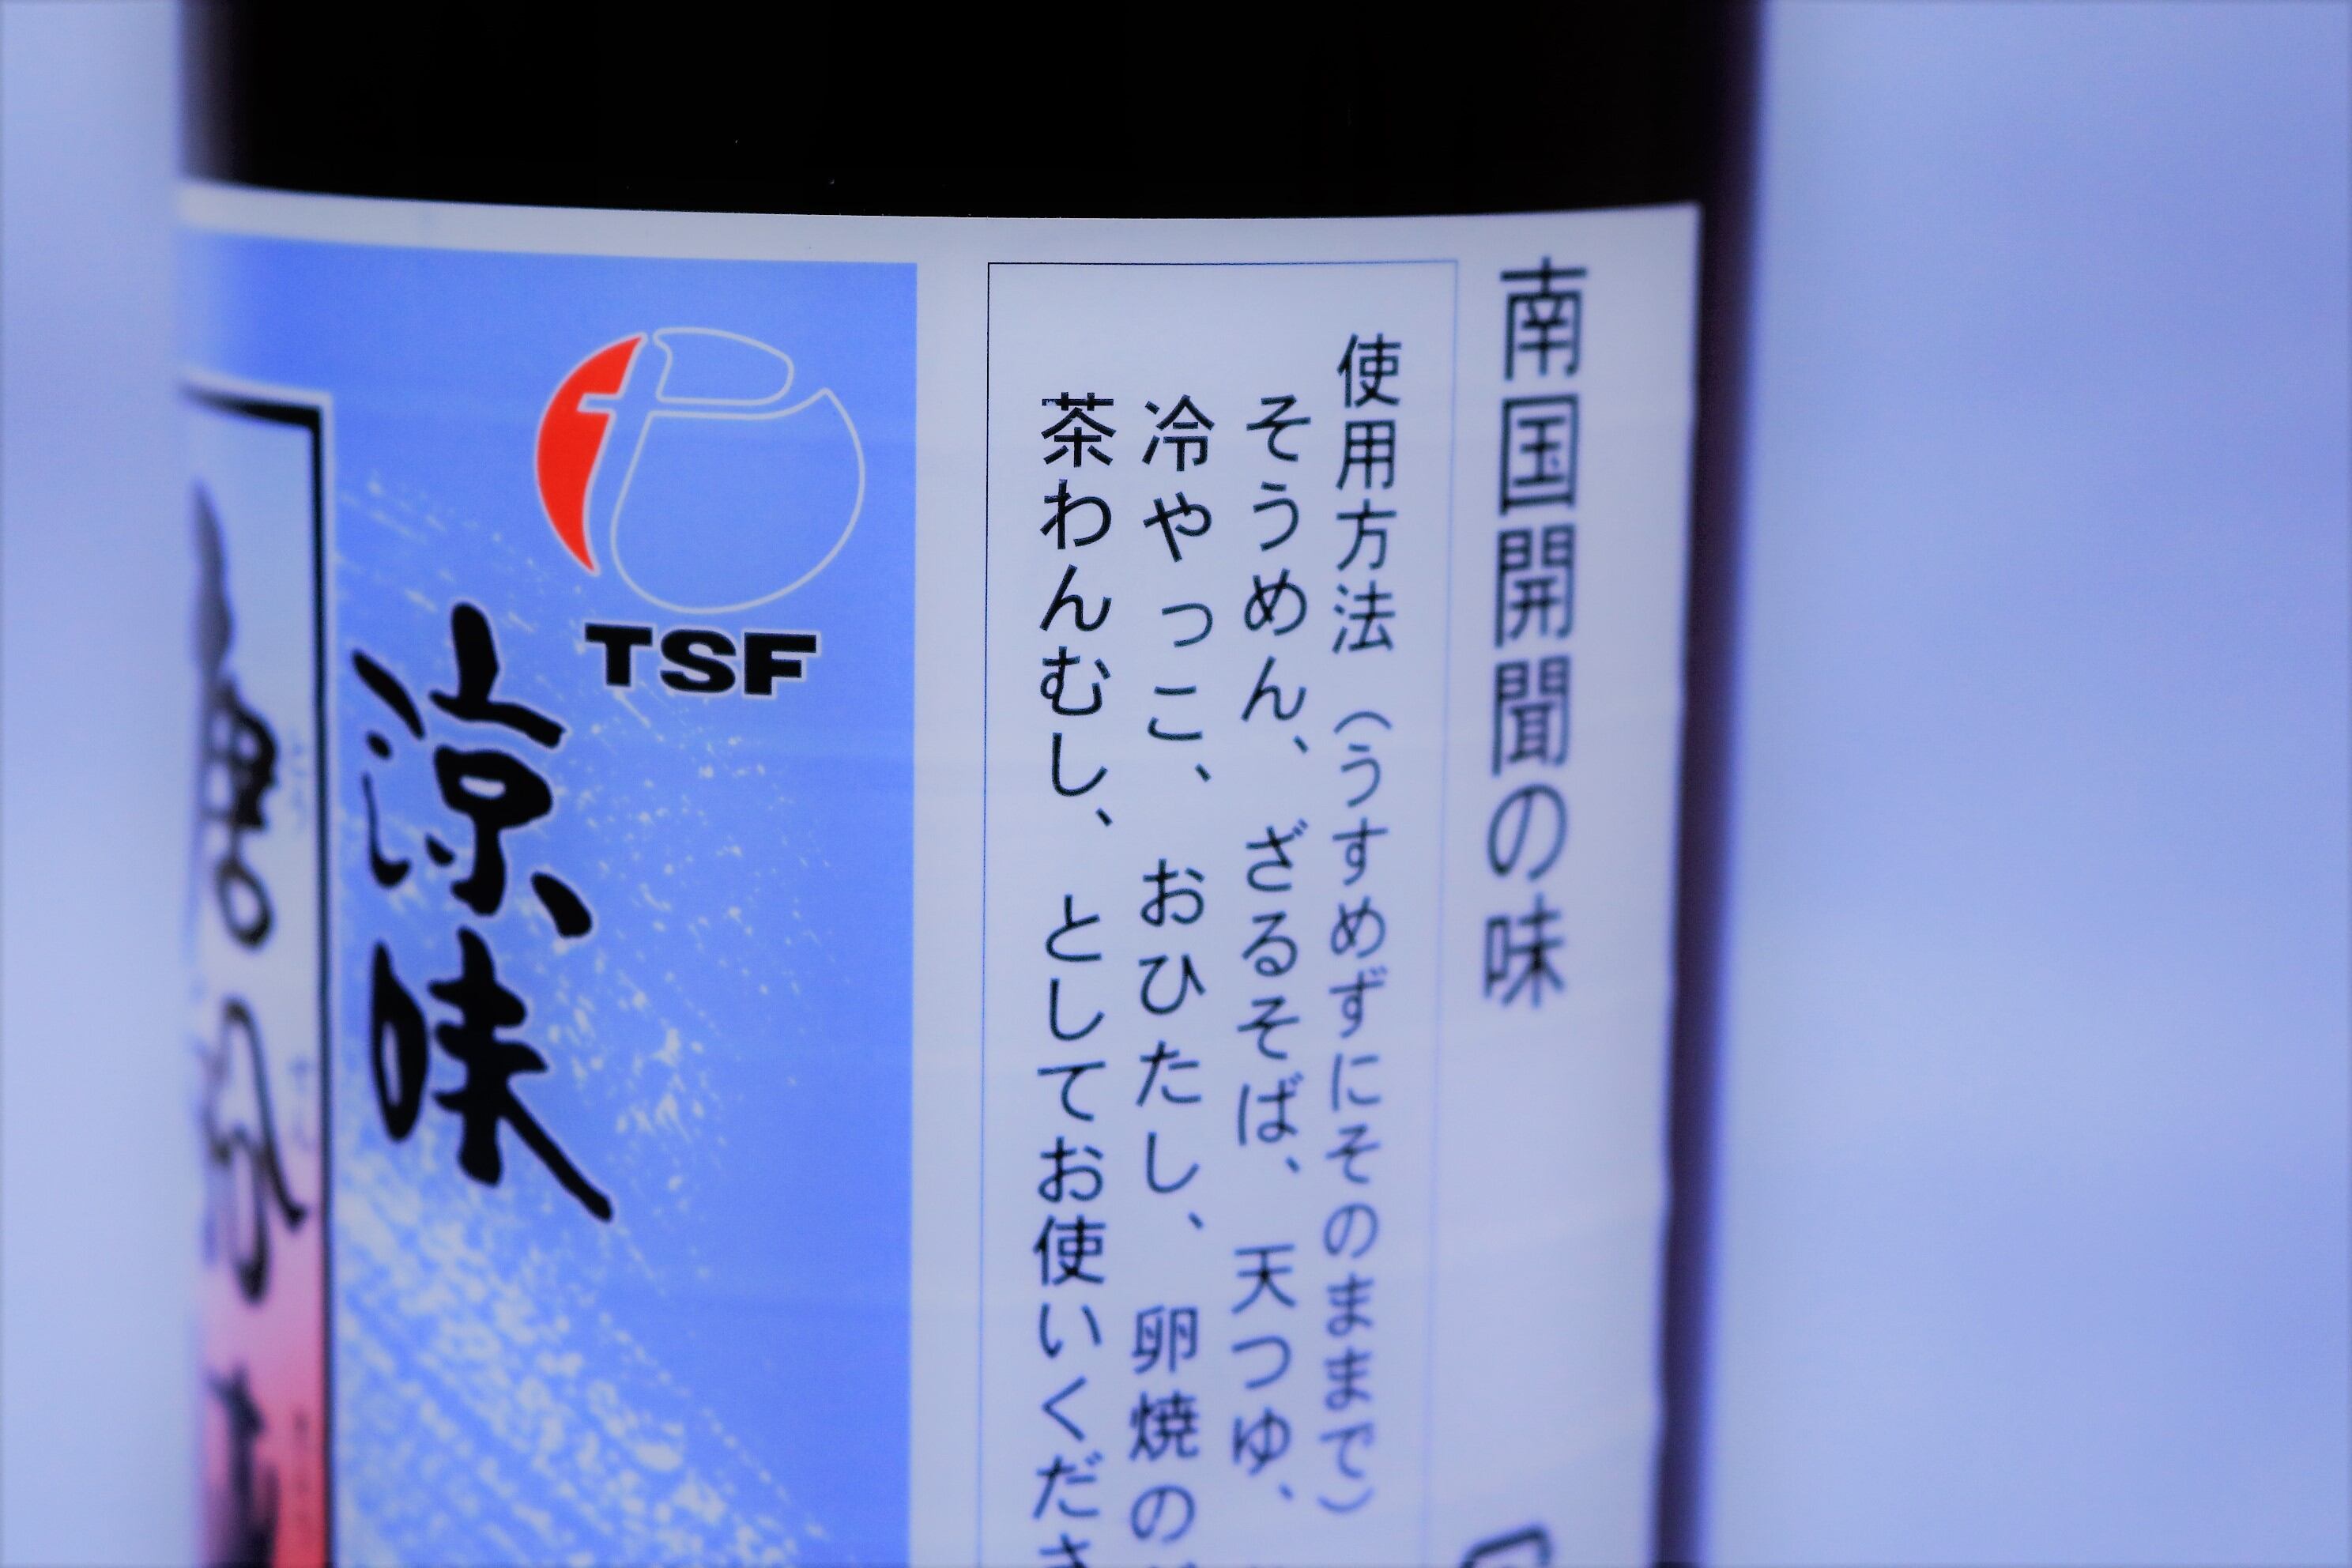 南国開聞の味
使用方法（うすめずにそのままで）
そうめん、ざるそば、天つゆ、
冷やっこ、おひたし、卵焼の
茶わんむし、としてお使いくださ
TSF
涼味